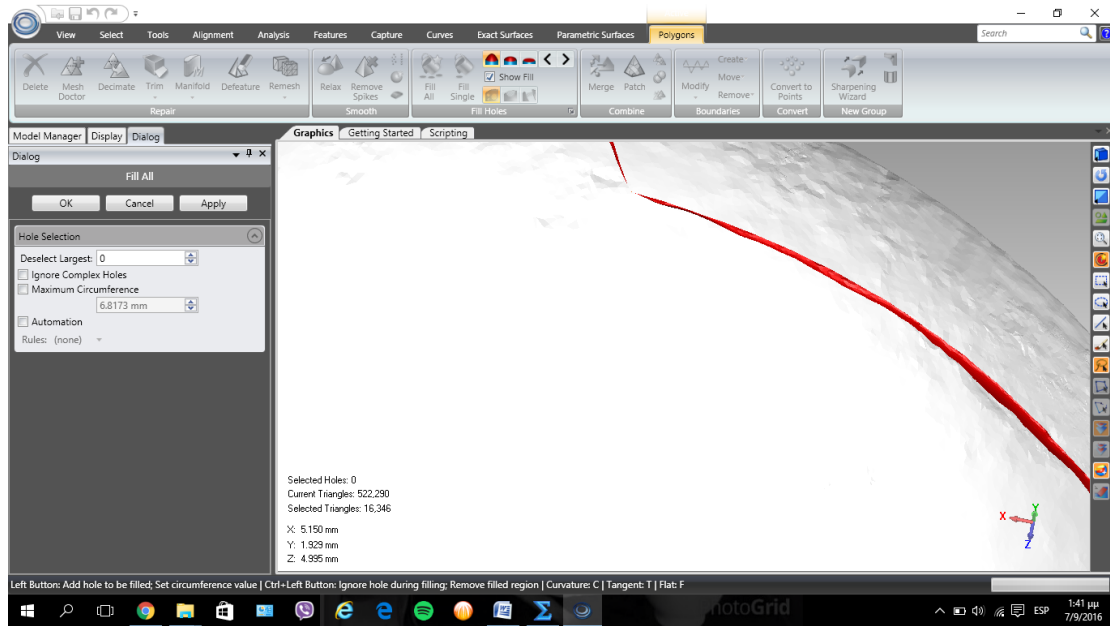 View Select Tools Alignment Analysis Features Capture Curves Exact Surfaces Parametric Surfaces Polygons Search
Delete Mesh Doctor Decimate Trim Manifold Defeature Remesh
Repair
Relax Remove Spikes
Smooth
Fill All Fill Single Show Fill
Fill Holes
Merge Patch
Combine
Modify Create Move Remove
Boundaries
Convert to Points
Convert
Sharpening Wizard
New Group
Model Manager Display Dialog
Graphics Getting Started Scripting
Dialog
Fill All
OK Cancel Apply
Hole Selection
Deselect Largest: 0
Ignore Complex Holes
Maximum Circumference
6.8173 mm
Automation
Rules: (none)
Selected Holes: 0
Current Triangles: 522,290
Selected Triangles: 16,346
X: 5.150 mm
Y: 1.929 mm
Z: 4.995 mm
X Y
Z
Left Button: Add hole to be filled; Set circumference value | Ctrl+Left Button: Ignore hole during filling; Remove filled region | Curvature: C | Tangent: T | Flat: F
ESP
1:41 μμ
7/9/2016